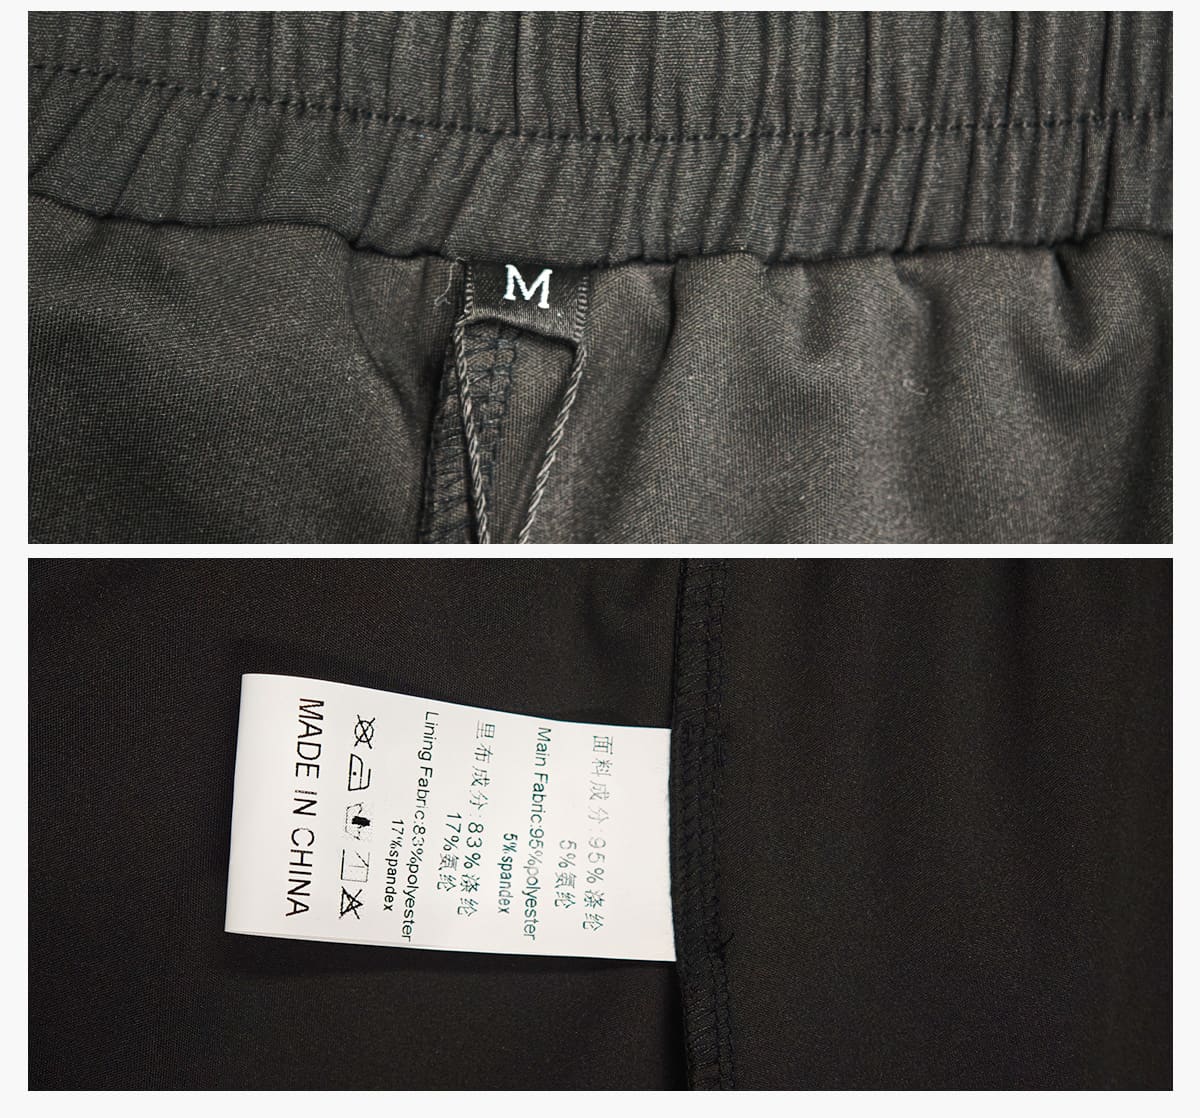 M
面料成分:95%涤纶
5%氨纶
Main Fabric:95%polyester
5%spandex
里布成分:83%涤纶
17%氨纶
Lining Fabric:83%polyester
17%spandex
MADE IN CHINA